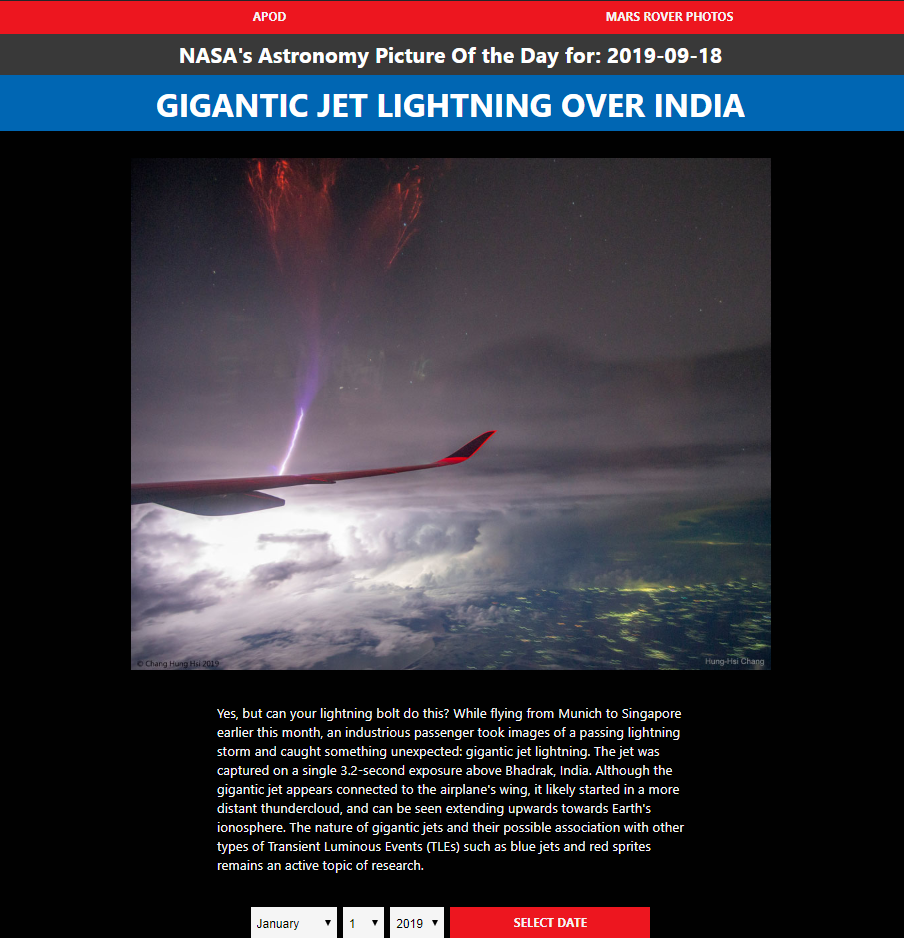 APOD MARS ROVER PHOTOS
NASA's Astronomy Picture Of the Day for: 2019-09-18
GIGANTIC JET LIGHTNING OVER INDIA
© Chang Hung Hsi 2019
Hung-Hsi Chang
Yes, but can your lightning bolt do this? While flying from Munich to Singapore
earlier this month, an industrious passenger took images of a passing lightning
storm and caught something unexpected: gigantic jet lightning. The jet was
captured on a single 3.2-second exposure above Bhadrak, India. Although the
gigantic jet appears connected to the airplane's wing, it likely started in a more
distant thundercloud, and can be seen extending upwards towards Earth's
ionosphere. The nature of gigantic jets and their possible association with other
types of Transient Luminous Events (TLEs) such as blue jets and red sprites
remains an active topic of research.
January 1 2019 SELECT DATE